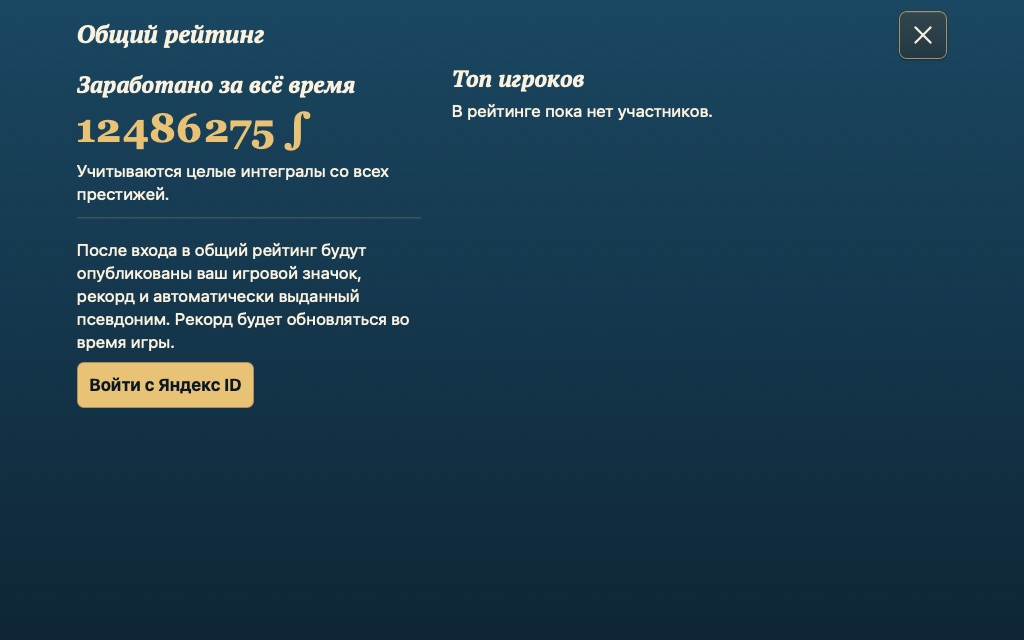 Общий рейтинг
Заработано за всё время
12486275 ∫
Учитываются целые интегралы со всех
престижей.
После входа в общий рейтинг будут
опубликованы ваш игровой значок,
рекорд и автоматически выданный
псевдоним. Рекорд будет обновляться во
время игры.
Войти с Яндекс ID
Топ игроков
В рейтинге пока нет участников.